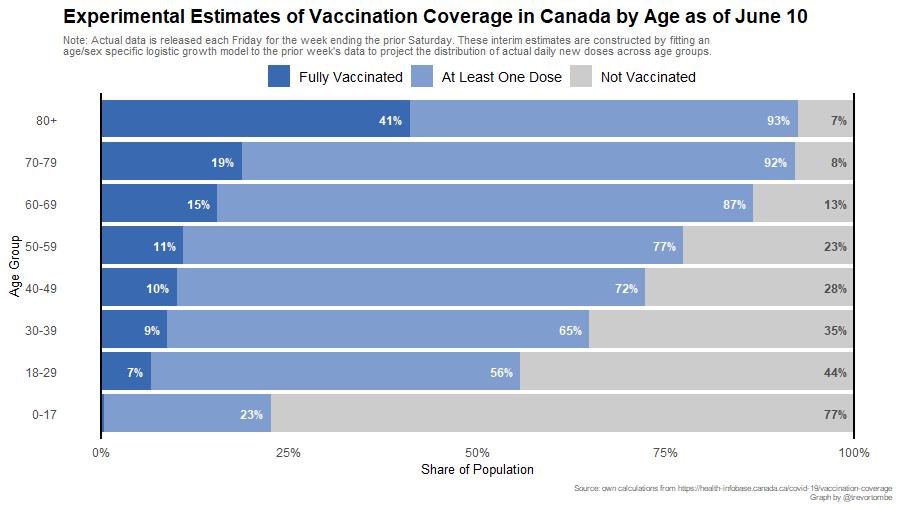 Experimental Estimates of Vaccination Coverage in Canada by Age as of June 10
Note: Actual data is released each Friday for the week ending the prior Saturday. These interim estimates are constructed by fitting an
age/sex specific logistic growth model to the prior week's data to project the distribution of actual daily new doses across age groups.
Fully Vaccinated At Least One Dose Not Vaccinated
80+ 41% 93% 7%
70-79 19% 92% 8%
60-69 15% 87% 13%
50-59 11% 77% 23%
40-49 10% 72% 28%
30-39 9% 65% 35%
18-29 7% 56% 44%
0-17 23% 77%
Age Group
0% 25% 50% 75% 100%
Share of Population
Source: own calculations from https://health-infobase.canada.ca/covid-19/vaccination-coverage
Graph by @trevortombe